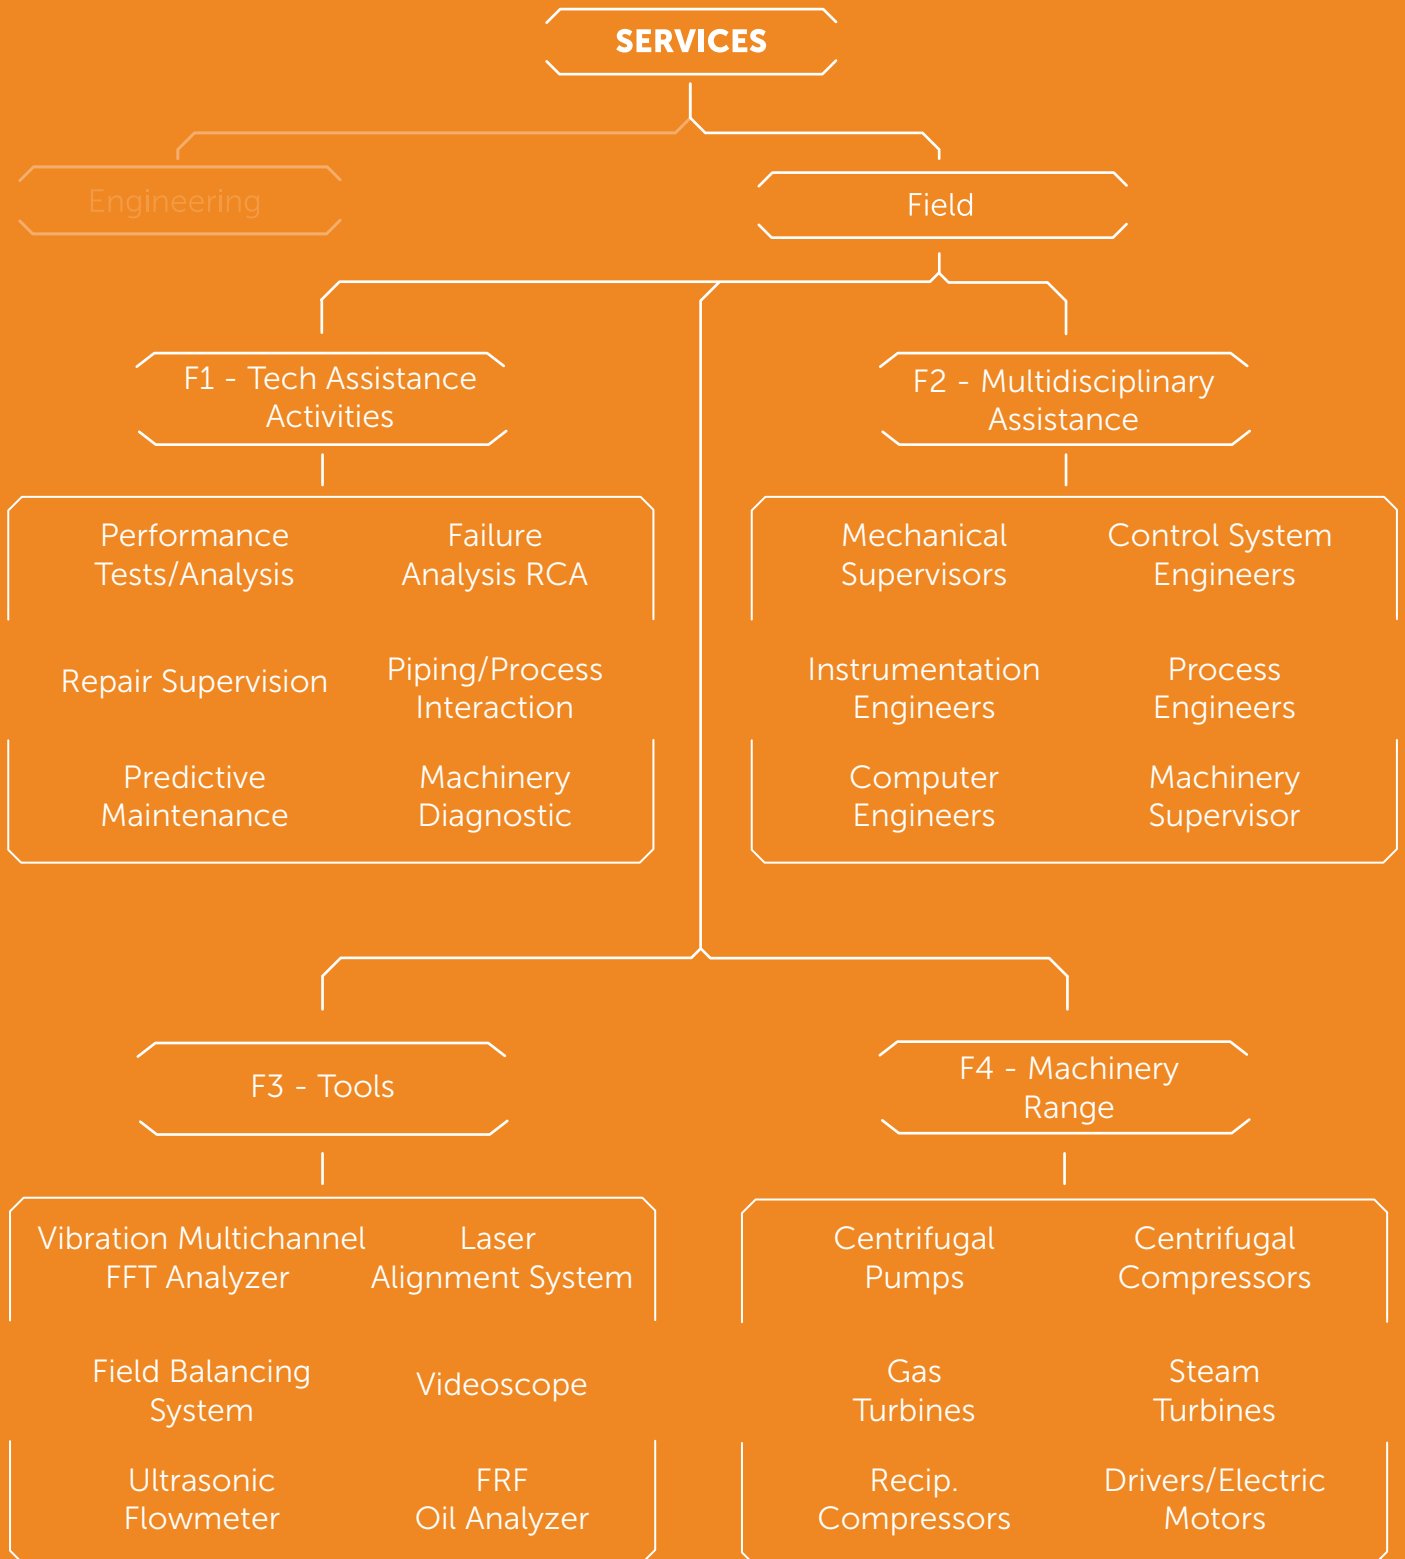 SERVICES
Engineering
Field
F1 - Tech Assistance
Activities
F2 - Multidisciplinary
Assistance
Performance
Tests/Analysis
Failure
Analysis RCA
Repair Supervision
Piping/Process
Interaction
Predictive
Maintenance
Machinery
Diagnostic
Mechanical
Supervisors
Control System
Engineers
Instrumentation
Engineers
Process
Engineers
Computer
Engineers
Machinery
Supervisor
F3 - Tools
F4 - Machinery
Range
Vibration Multichannel
FFT Analyzer
Laser
Alignment System
Field Balancing
System
Videoscope
Ultrasonic
Flowmeter
FRF
Oil Analyzer
Centrifugal
Pumps
Centrifugal
Compressors
Gas
Turbines
Steam
Turbines
Recip.
Compressors
Drivers/Electric
Motors